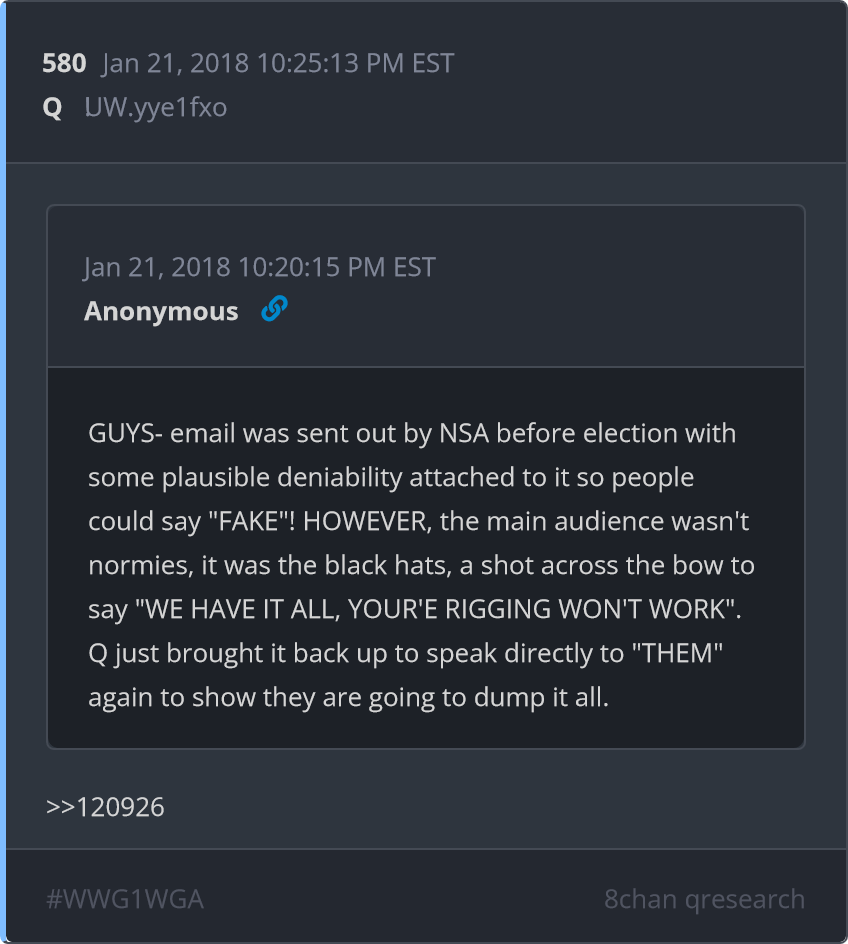 580 Jan 21, 2018 10:25:13 PM EST
Q UW.yye1fxo
Jan 21, 2018 10:20:15 PM EST
Anonymous
GUYS- email was sent out by NSA before election with
some plausible deniability attached to it so people
could say "FAKE"! HOWEVER, the main audience wasn't
normies, it was the black hats, a shot across the bow to
say "WE HAVE IT ALL, YOUR'E RIGGING WON'T WORK".
Q just brought it back up to speak directly to "THEM"
again to show they are going to dump it all.
>>120926
#WWG1WGA 8chan qresearch